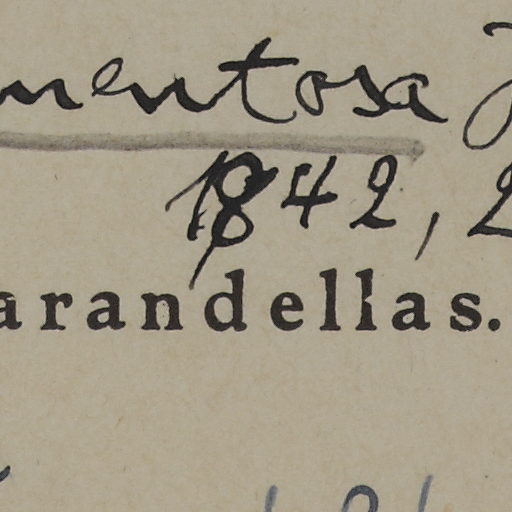 mentosa
1842, 2
arandellas.